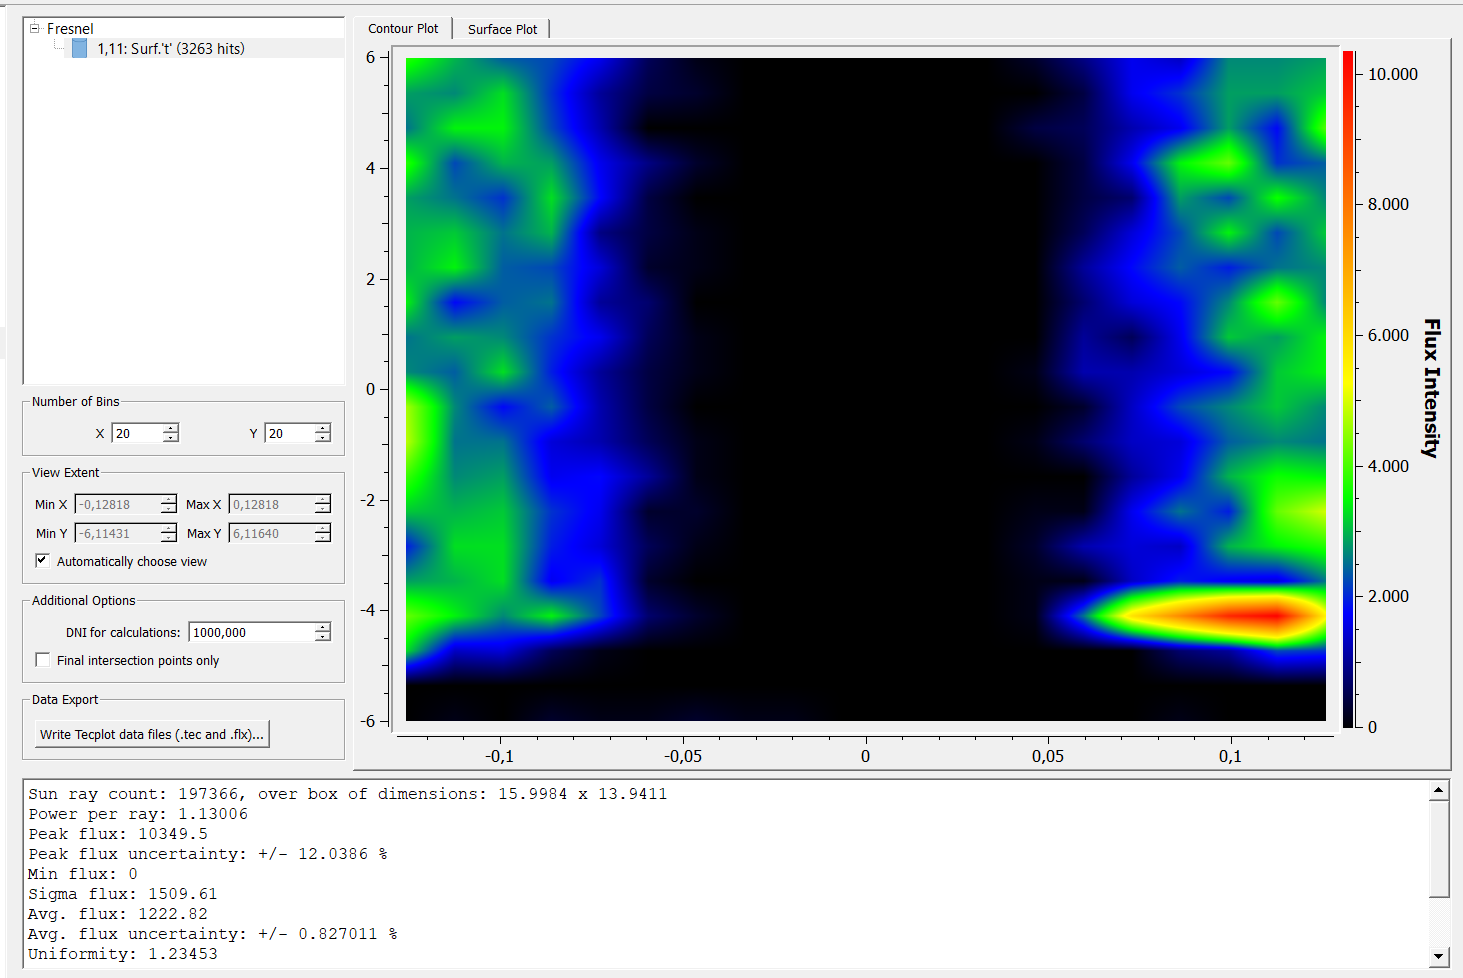 Fresnel
1,11: Surf.'t' (3263 hits)
Number of Bins
X 20 Y 20
View Extent
Min X -0,12818 Max X 0,12818
Min Y -6,11431 Max Y 6,11640
Automatically choose view
Additional Options
DNI for calculations: 1000,000
Final intersection points only
Data Export
Write Tecplot data files (.tec and .flx)...
Contour Plot Surface Plot
6
4
2
0
-2
-4
-6
-0,1 -0,05 0 0,05 0,1
10.000
8.000
6.000
4.000
2.000
0
Flux Intensity
Sun ray count: 197366, over box of dimensions: 15.9984 x 13.9411
Power per ray: 1.13006
Peak flux: 10349.5
Peak flux uncertainty: +/- 12.0386 %
Min flux: 0
Sigma flux: 1509.61
Avg. flux: 1222.82
Avg. flux uncertainty: +/- 0.827011 %
Uniformity: 1.23453